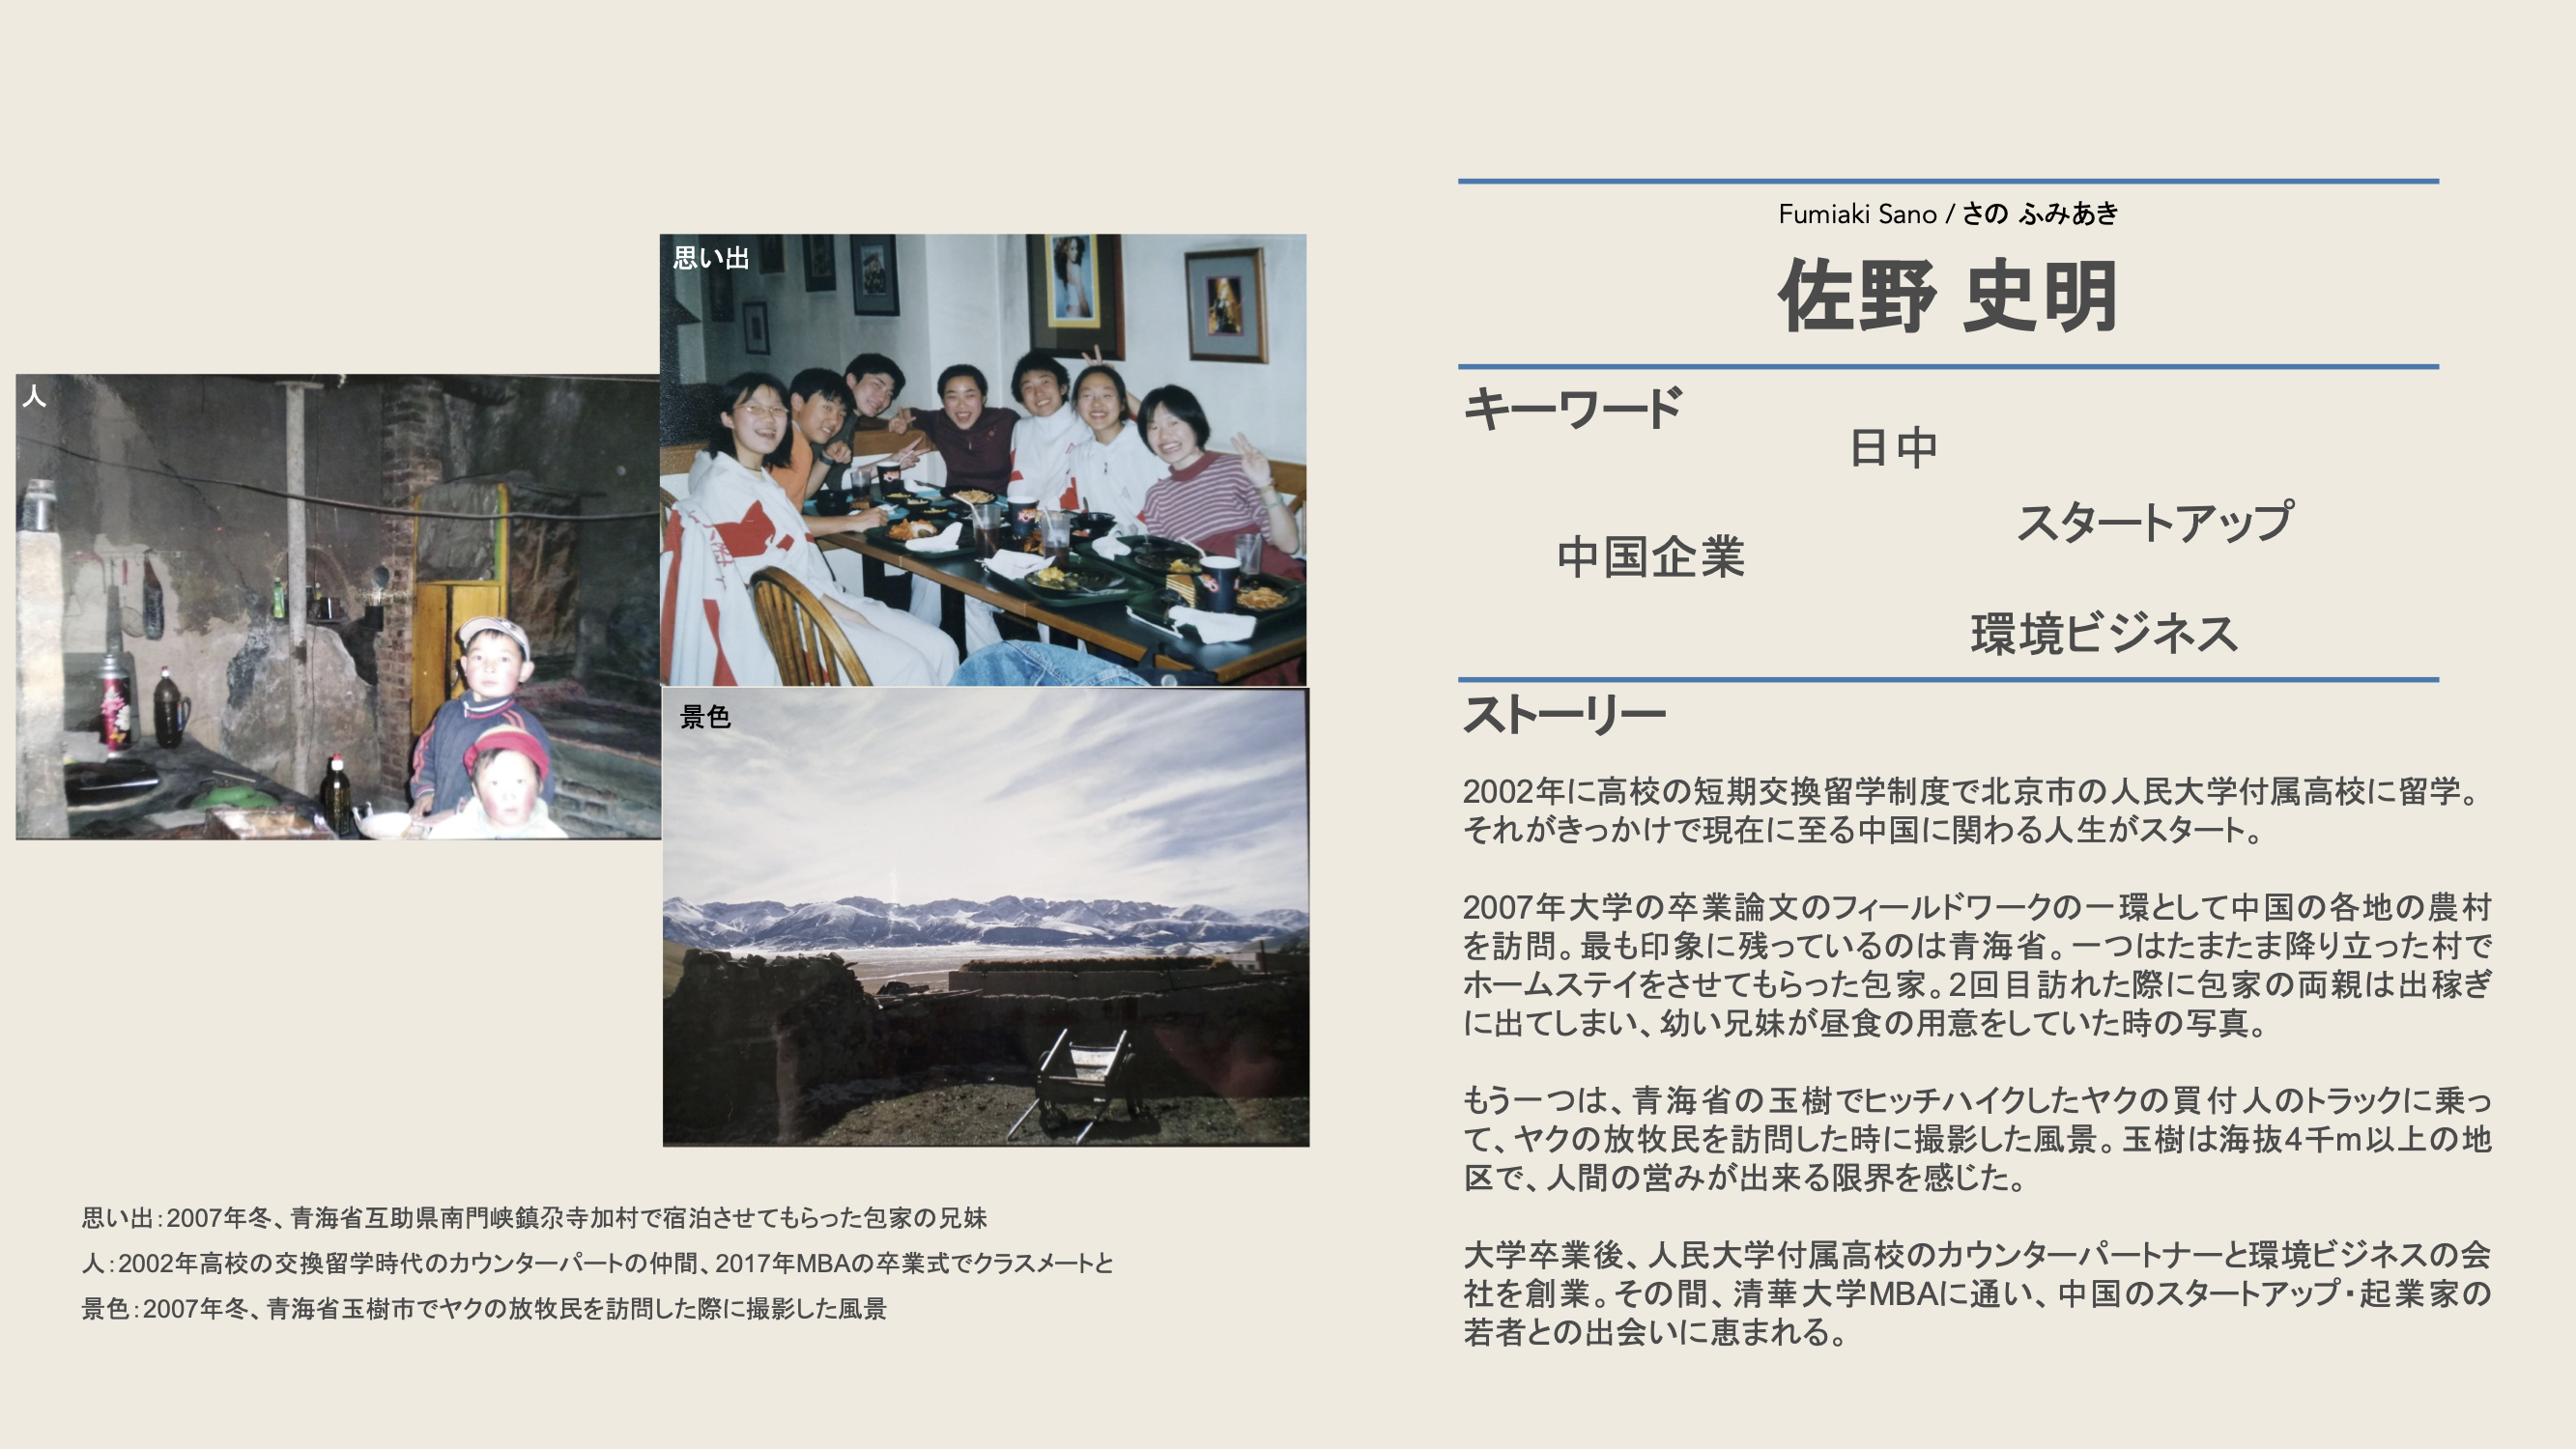 人
思い出
景色
思い出：2007年冬、青海省互助県南門峡鎮尕寺加村で宿泊させてもらった包家の兄妹
人：2002年高校の交換留学時代のカウンターパートの仲間、2017年MBAの卒業式でクラスメートと
景色：2007年冬、青海省玉樹市でヤクの放牧民を訪問した際に撮影した風景
Fumiaki Sano / さの ふみあき
佐野 史明
キーワード
日中
スタートアップ
中国企業
環境ビジネス
ストーリー
2002年に高校の短期交換留学制度で北京市の人民大学付属高校に留学。
それがきっかけで現在に至る中国に関わる人生がスタート。
2007年大学の卒業論文のフィールドワークの一環として中国の各地の農村
を訪問。最も印象に残っているのは青海省。一つはたまたま降り立った村で
ホームステイをさせてもらった包家。2回目訪れた際に包家の両親は出稼ぎ
に出てしまい、幼い兄妹が昼食の用意をしていた時の写真。
もう一つは、青海省の玉樹でヒッチハイクしたヤクの買付人のトラックに乗っ
て、ヤクの放牧民を訪問した時に撮影した風景。玉樹は海抜4千m以上の地
区で、人間の営みが出来る限界を感じた。
大学卒業後、人民大学付属高校のカウンターパートナーと環境ビジネスの会
社を創業。その間、清華大学MBAに通い、中国のスタートアップ・起業家の
若者との出会いに恵まれる。